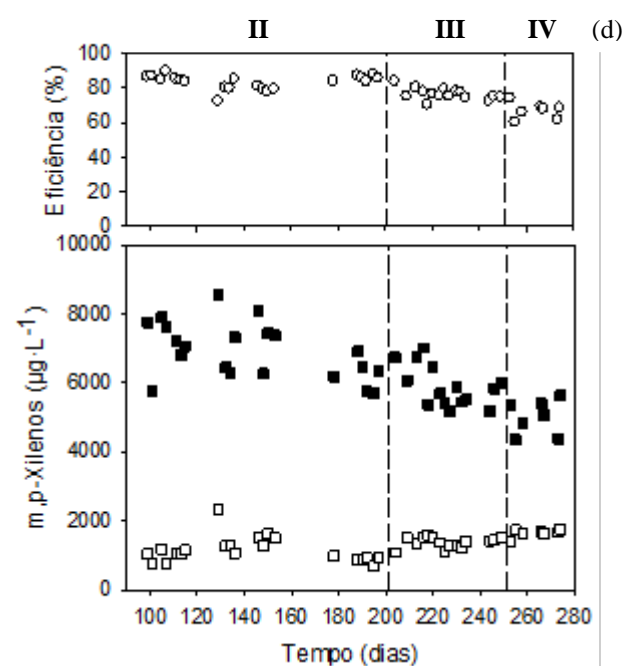 II III IV (d)
Eficiência (%)
100
80
60
40
20
0
m,p-Xilenos (µg·L⁻¹)
10000
8000
6000
4000
2000
0
100 120 140 160 180 200 220 240 260 280
Tempo (dias)